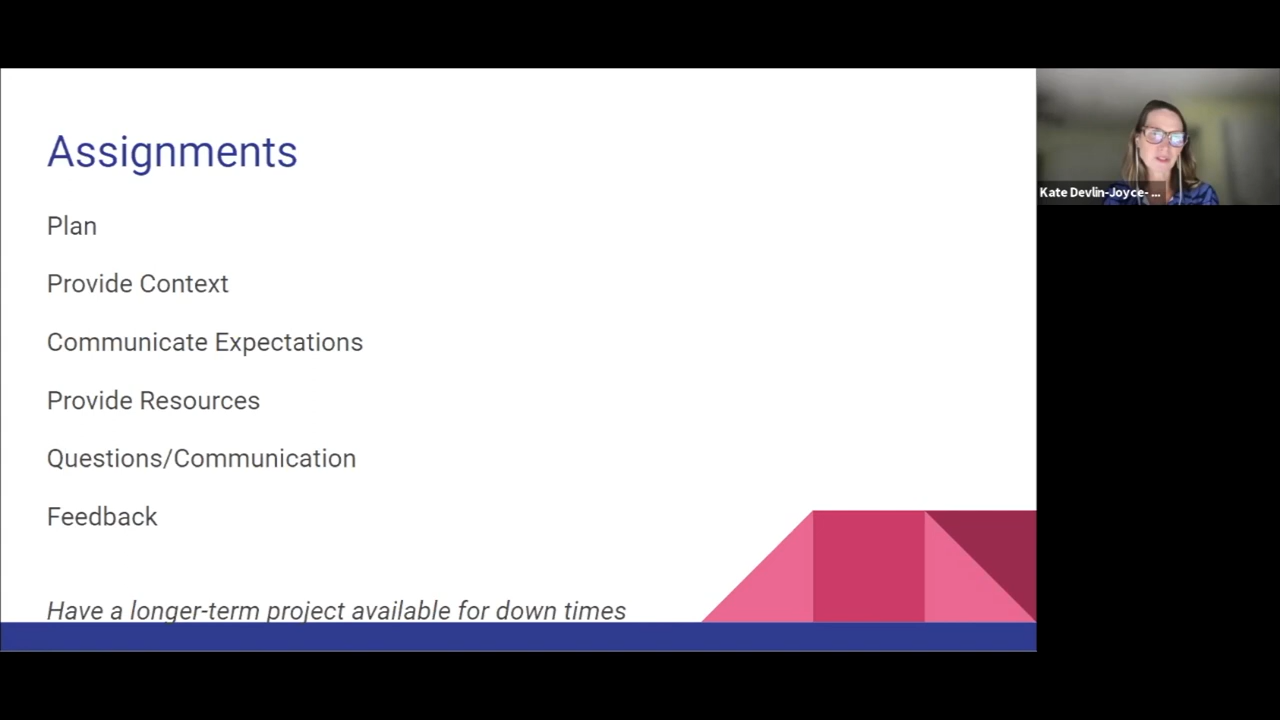 Assignments
Plan
Provide Context
Communicate Expectations
Provide Resources
Questions/Communication
Feedback
Have a longer-term project available for down times
Kate Devlin-Joyce- ...